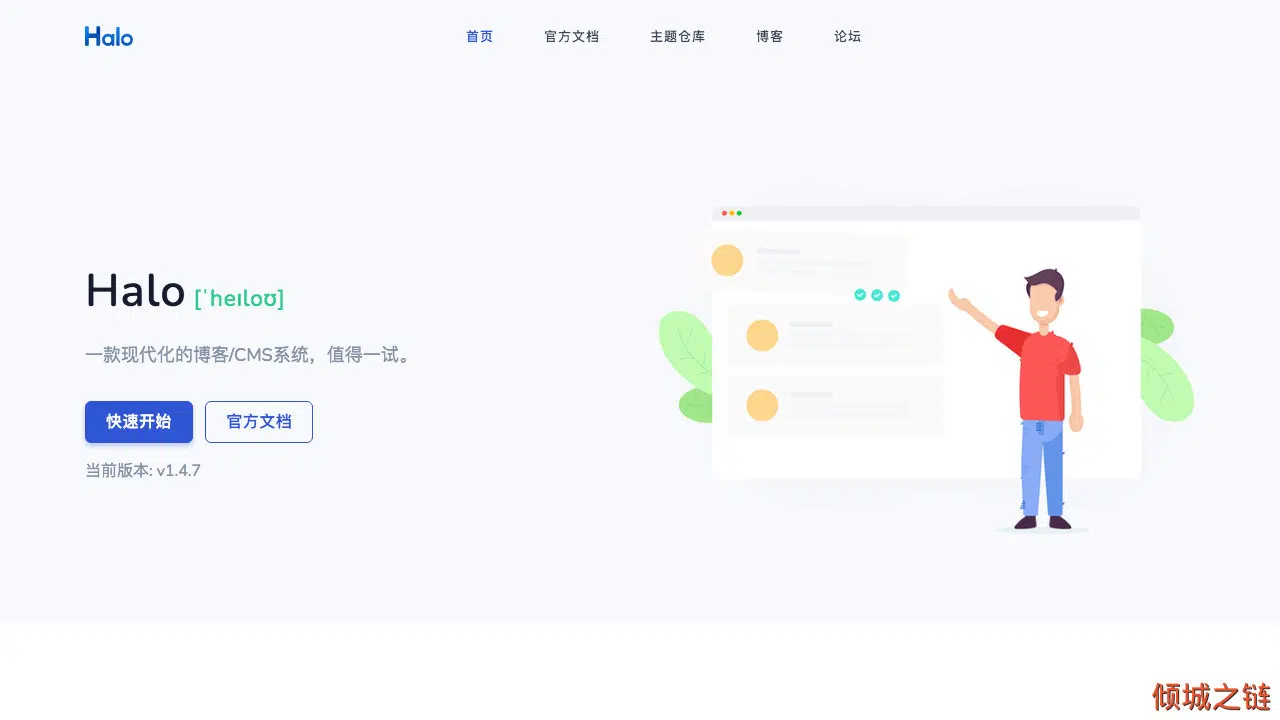 Halo
首页 官方文档 主题仓库 博客 论坛
Halo [ˈheɪloʊ]
一款现代化的博客/CMS系统，值得一试。
快速开始 官方文档
当前版本: v1.4.7
倾城之链